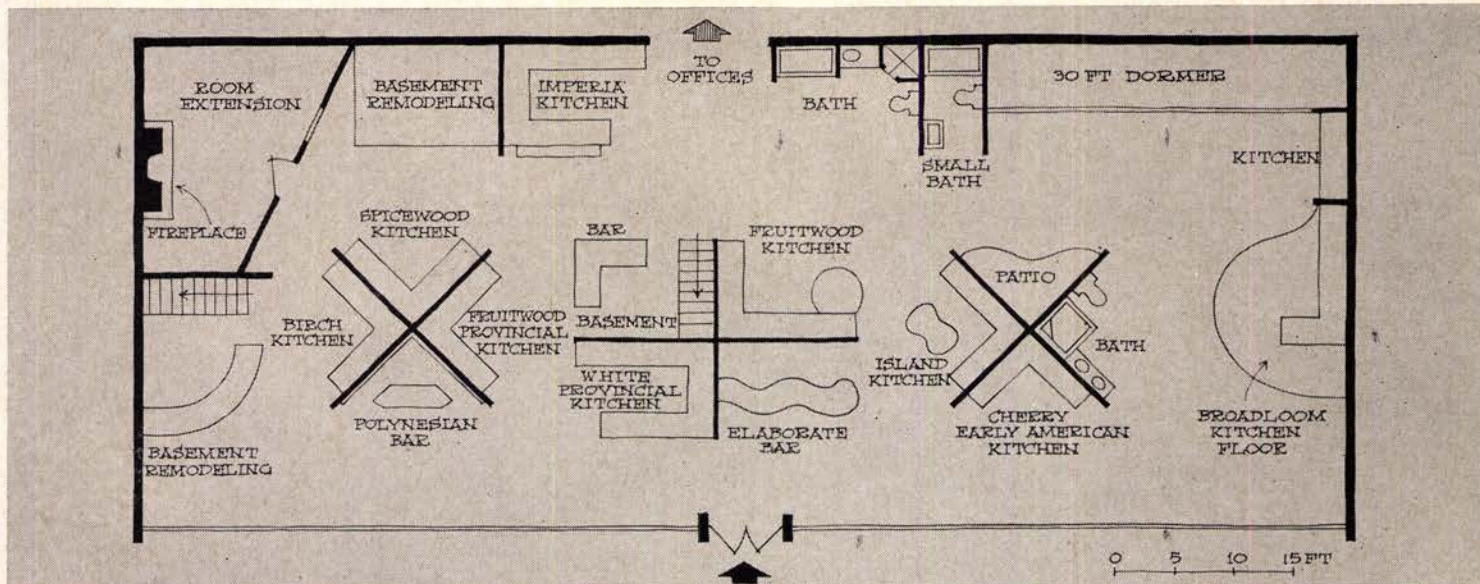 TO
OFFICES
ROOM
EXTENSION
BASEMENT
REMODELING
IMPERIA
KITCHEN
BATH
30 FT DORMER
SMALL
BATH
KITCHEN
FIREPLACE
SPICEWOOD
KITCHEN
BAR
FRUITWOOD
KITCHEN
PATIO
BIRCH
KITCHEN
FRUITWOOD
PROVINCIAL
KITCHEN
BASEMENT
ISLAND
KITCHEN
BATH
WHITE
PROVINCIAL
KITCHEN
POLYNESIAN
BAR
ELABORATE
BAR
CHERRY
EARLY AMERICAN
KITCHEN
BROADLOOM
KITCHEN
FLOOR
BASEMENT
REMODELING
0 5 10 15 FT